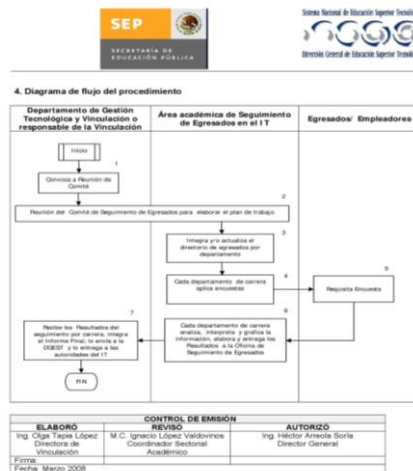 SEP
SECRETARÍA DE
EDUCACIÓN PÚBLICA
Sistema Nacional de Educación Superior Tecnoló
Dirección General de Educación Superior Tecnoló
4. Diagrama de flujo del procedimiento
Departamento de Gestión
Tecnológica y Vinculación o
responsable de la Vinculación
Área académica de Seguimiento
de Egresados en el I T
Egresados/ Empleadores
Inicio
1
Convoca a Reunión de
Comité
2
Reunión del Comité de Seguimiento de Egresados para elaborar el plan de trabajo
3
Integra y/o actualiza el
directorio de egresados por
departamento
4
Cada departamento de carrera
aplica encuestas
5
Requisita Encuesta
6
Cada departamento de carrera
analiza, interpreta y grafica la
información, elabora y entrega los
Resultados a la Oficina de
Seguimiento de Egresados
7
Recibe los Resultados del
seguimiento por carrera, integra
el Informe Final, lo envía a la
DGEST y lo entrega a las
autoridades del IT
FIN
CONTROL DE EMISIÓN
ELABORÓ
REVISÓ
AUTORIZÓ
Ing. Olga Tapia López
Directora de
Vinculación
M.C. Ignacio López Valdovinos
Coordinador Sectorial
Académico
Ing. Héctor Arreola Soria
Director General
Firma:
Fecha: Marzo 2008